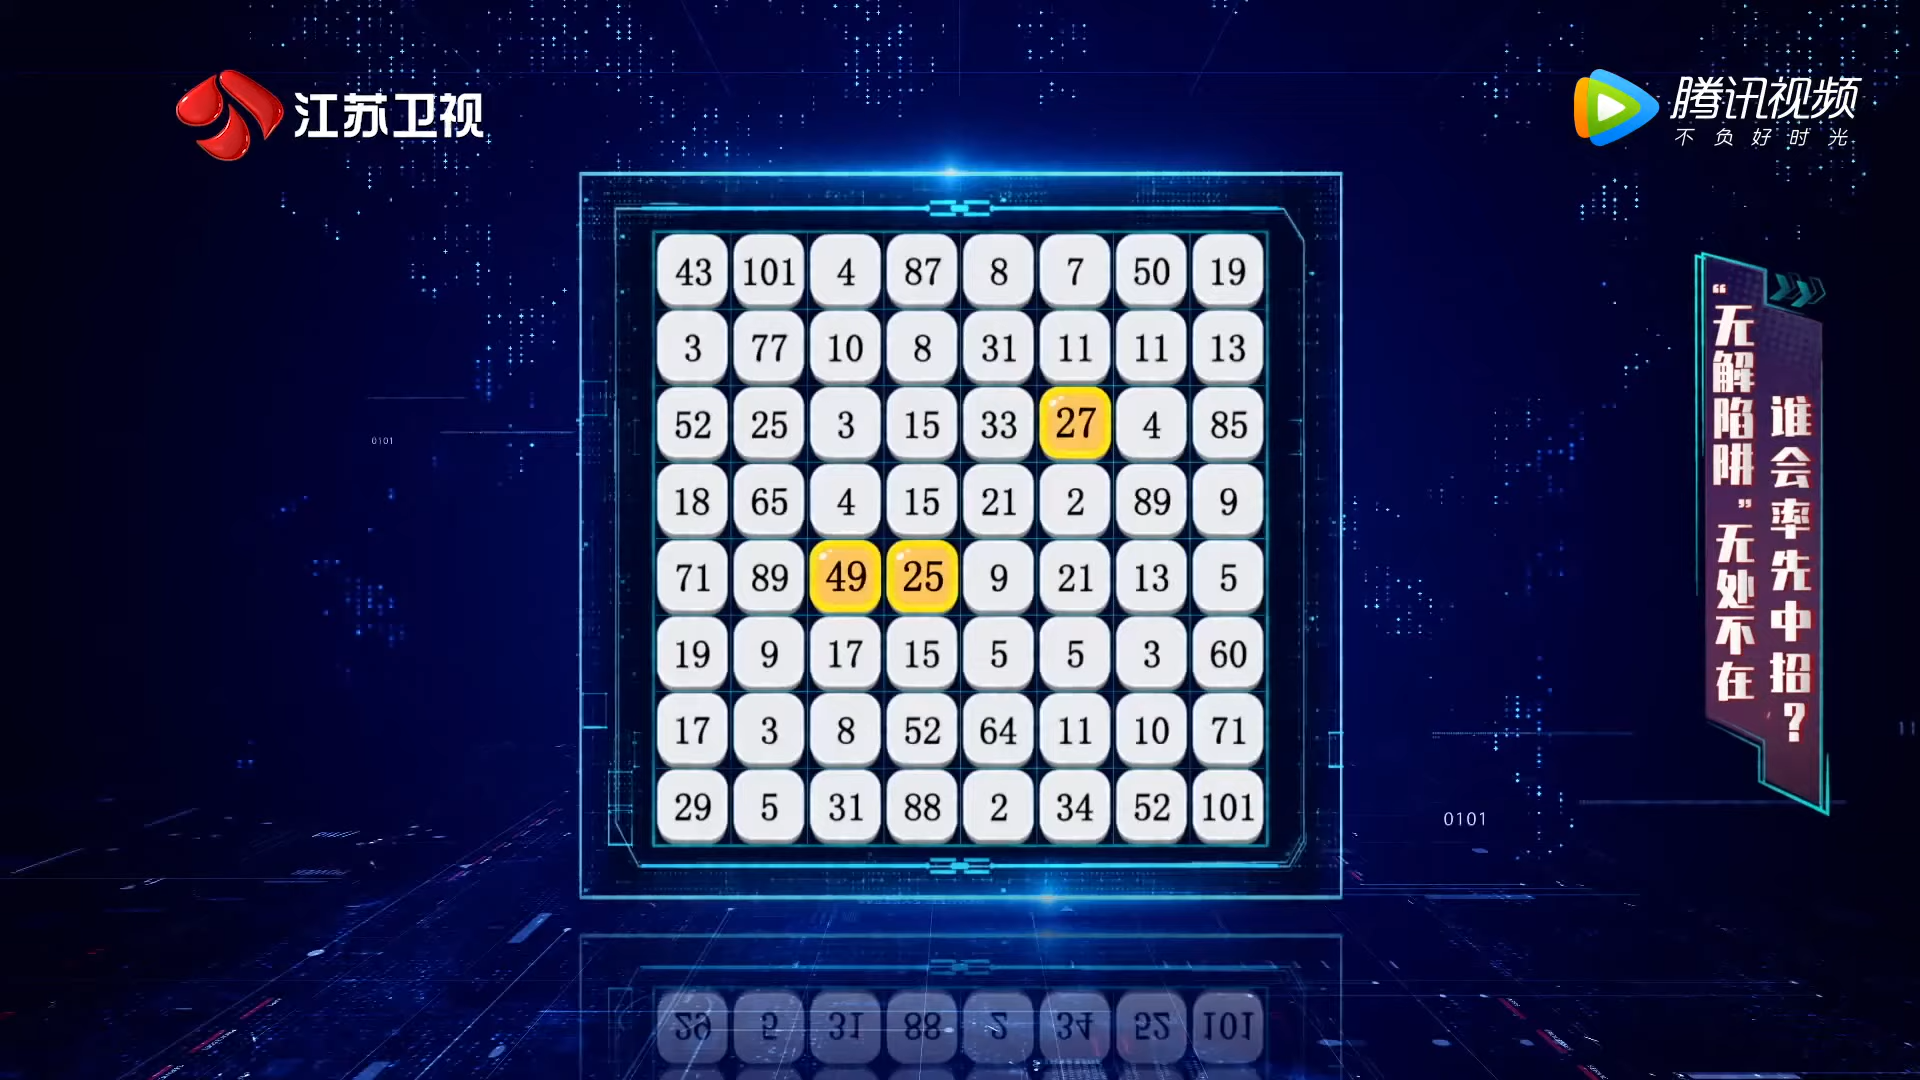 江苏卫视
腾讯视频
不负好时光
43 101 4 87 8 7 50 19
3 77 10 8 31 11 11 13
52 25 3 15 33 27 4 85
18 65 4 15 21 2 89 9
71 89 49 25 9 21 13 5
19 9 17 15 5 5 3 60
17 3 8 52 64 11 10 71
29 5 31 88 2 34 52 101
“无解陷阱”无处不在
谁会率先中招?
0101
0101